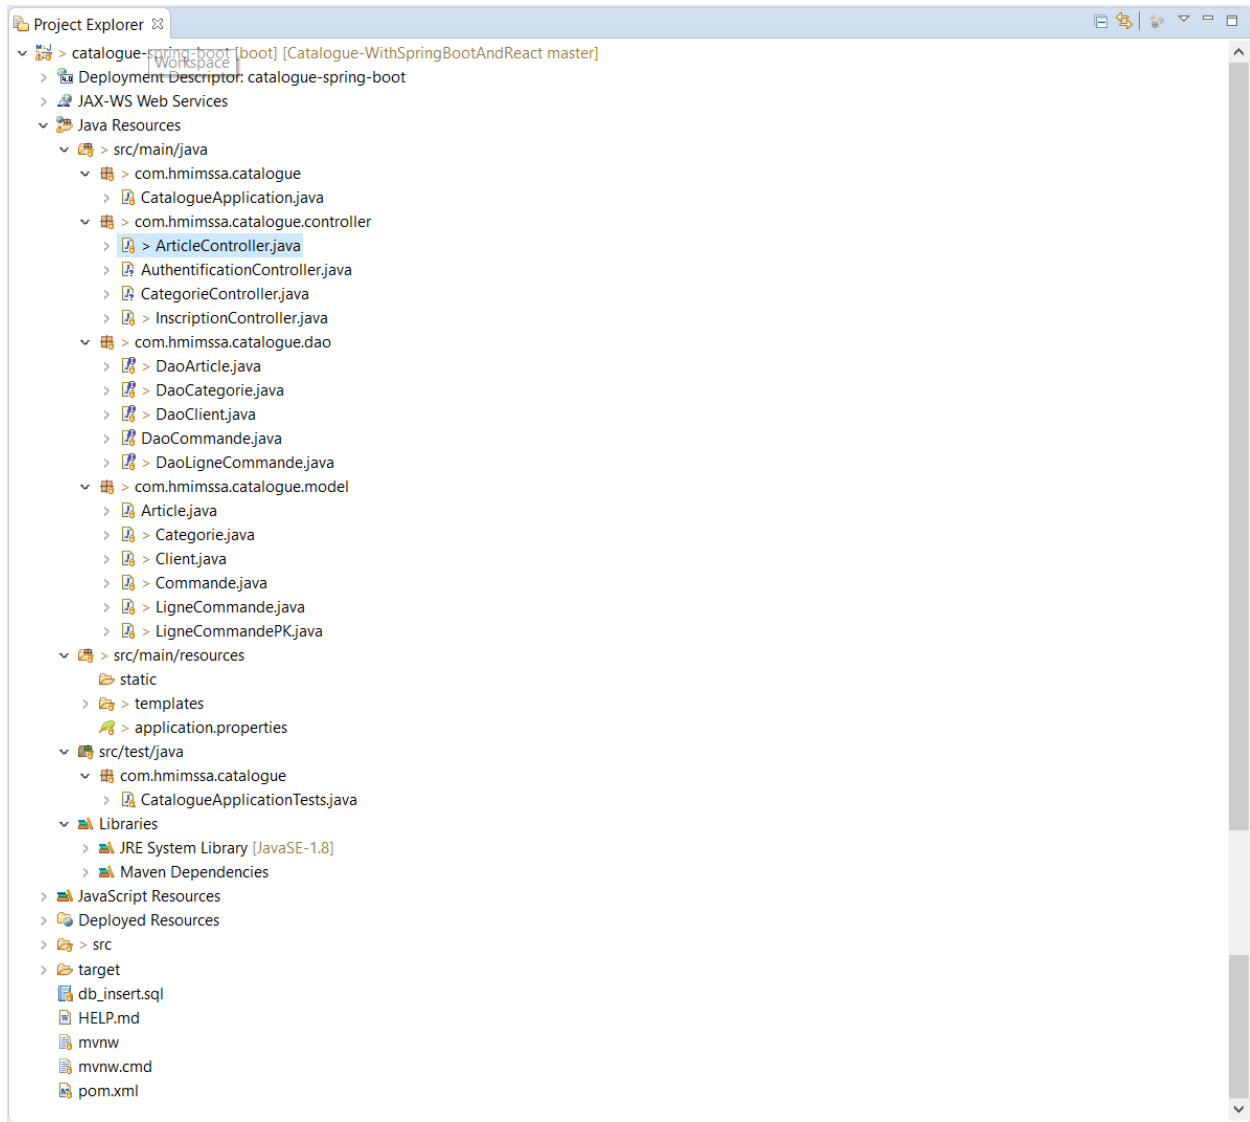 Project Explorer
> catalogue-spring-boot [boot] [Catalogue-WithSpringBootAndReact master]
Workspace
Deployment Descriptor: catalogue-spring-boot
JAX-WS Web Services
Java Resources
> src/main/java
> com.hmimssa.catalogue
CatalogueApplication.java
> com.hmimssa.catalogue.controller
> ArticleController.java
AuthentificationController.java
CategorieController.java
> InscriptionController.java
> com.hmimssa.catalogue.dao
> DaoArticle.java
> DaoCategorie.java
> DaoClient.java
DaoCommande.java
> DaoLigneCommande.java
> com.hmimssa.catalogue.model
Article.java
> Categorie.java
> Client.java
> Commande.java
> LigneCommande.java
> LigneCommandePK.java
> src/main/resources
static
> templates
> application.properties
src/test/java
com.hmimssa.catalogue
CatalogueApplicationTests.java
Libraries
JRE System Library [JavaSE-1.8]
Maven Dependencies
JavaScript Resources
Deployed Resources
> src
target
db_insert.sql
HELP.md
mvnw
mvnw.cmd
pom.xml